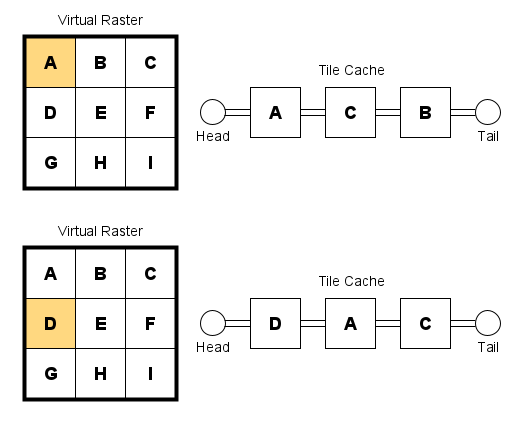 Virtual Raster
A B C
D E F
G H I
Tile Cache
A C B
Head Tail
Virtual Raster
A B C
D E F
G H I
Tile Cache
D A C
Head Tail